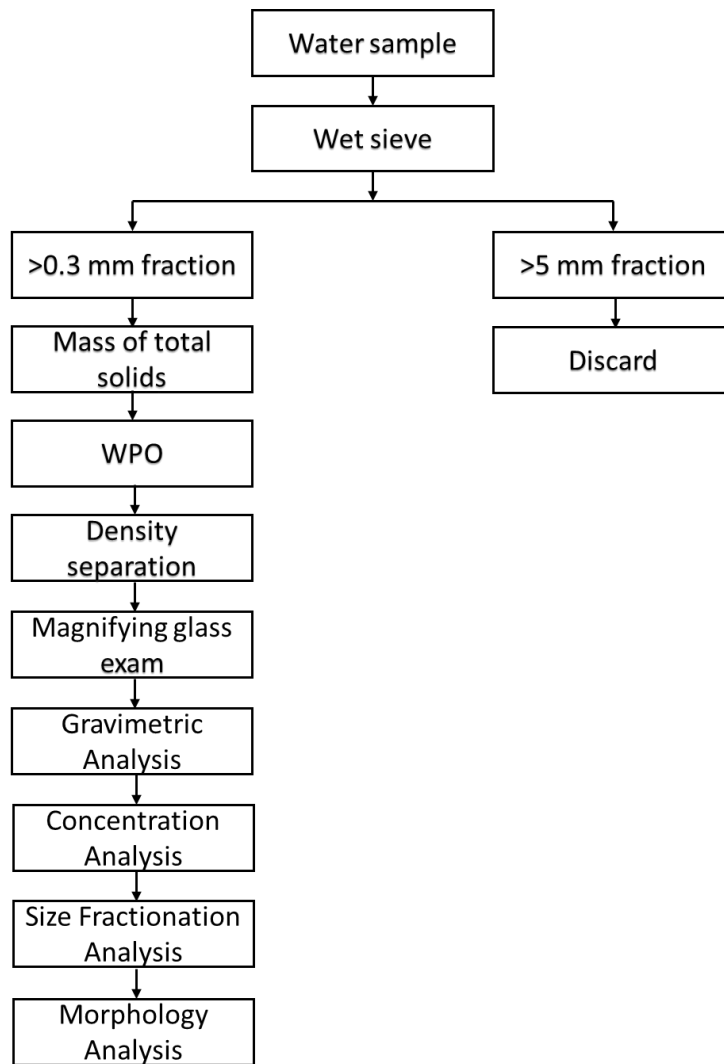 Water sample
Wet sieve
>0.3 mm fraction
>5 mm fraction
Mass of total
solids
Discard
WPO
Density
separation
Magnifying glass
exam
Gravimetric
Analysis
Concentration
Analysis
Size Fractionation
Analysis
Morphology
Analysis